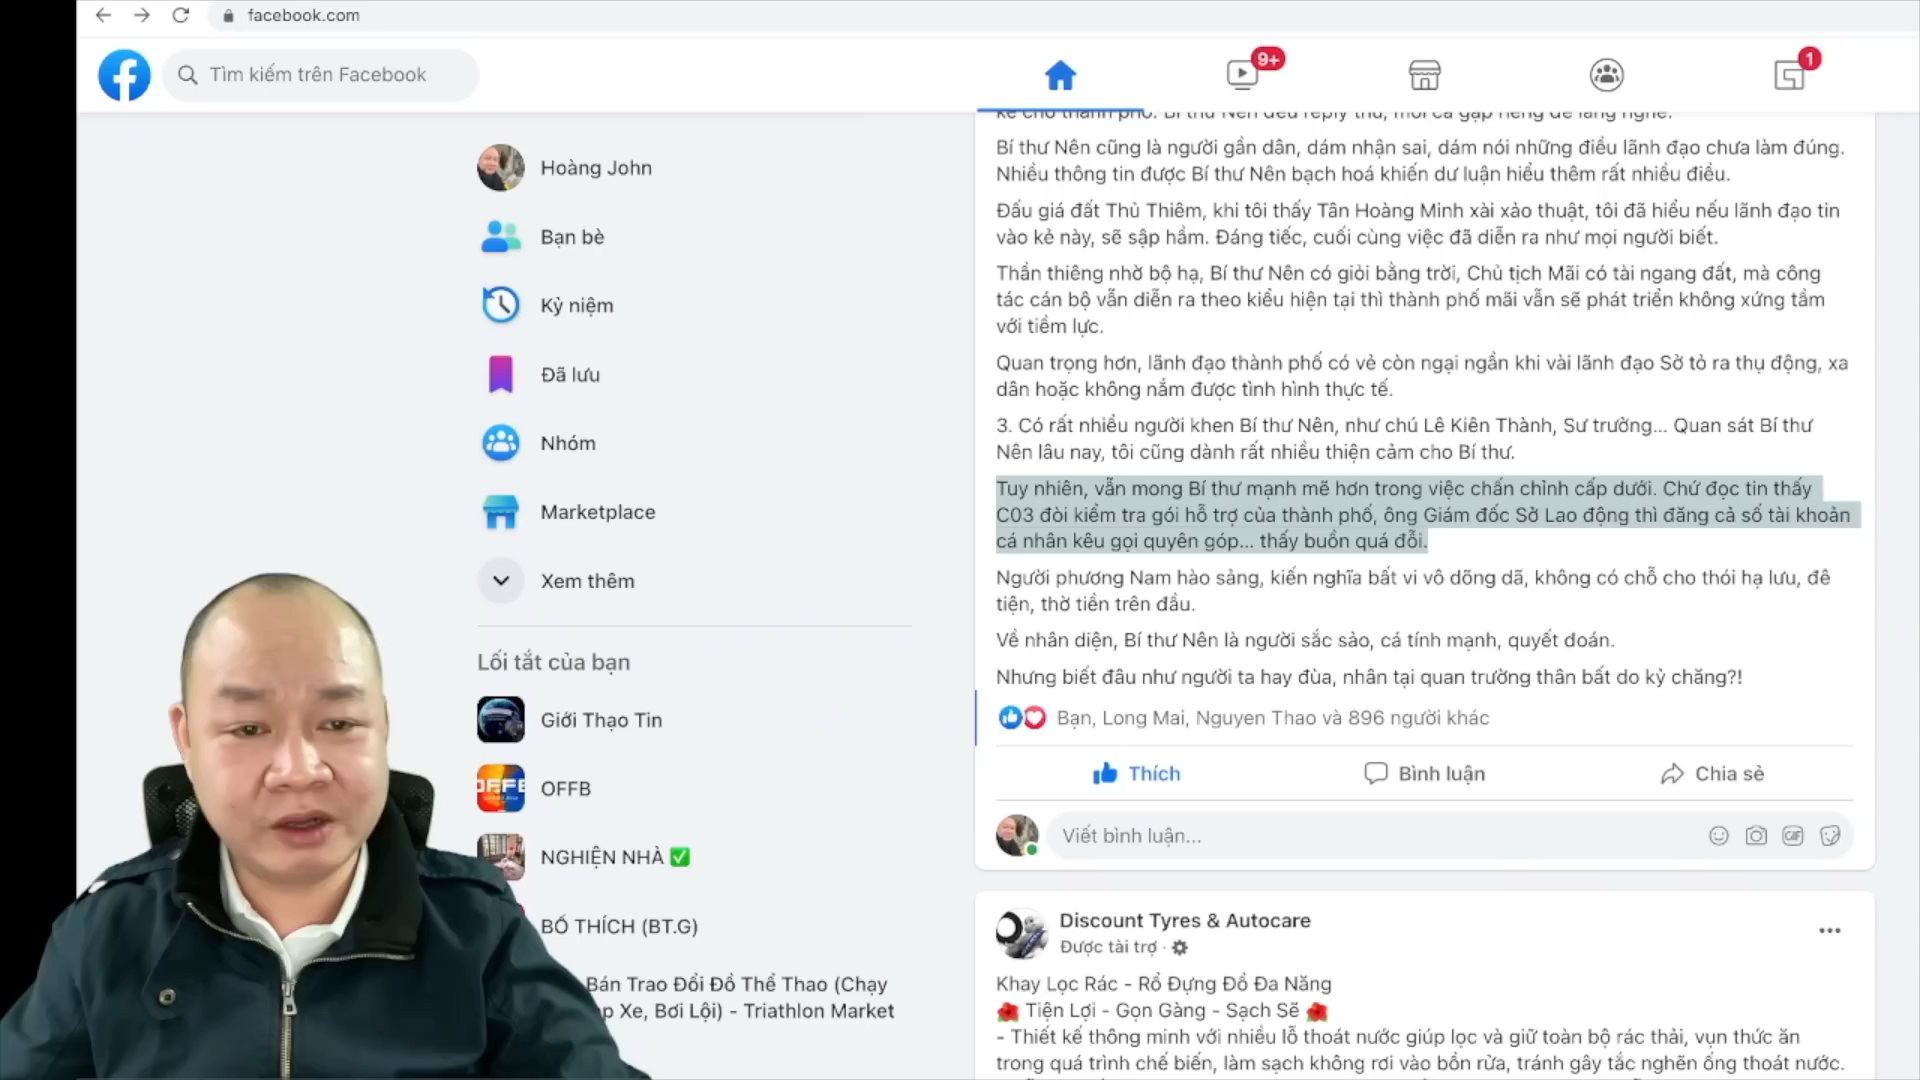 facebook.com
Tìm kiếm trên Facebook
9+
1
Hoàng John
Bạn bè
Kỷ niệm
Đã lưu
Nhóm
Marketplace
Xem thêm
Lối tắt của bạn
Giới Thạo Tin
OFFB
NGHIỆN NHÀ ✅
BỐ THÍCH (BT.G)
Bán Trao Đổi Đồ Thể Thao (Chạy
Xe, Bơi Lội) - Triathlon Market
kế cho thành phố. Bí thư Nên đều reply thư, mời cả gặp riêng để lắng nghe.
Bí thư Nên cũng là người gần dân, dám nhận sai, dám nói những điều lãnh đạo chưa làm đúng.
Nhiều thông tin được Bí thư Nên bạch hoá khiến dư luận hiểu thêm rất nhiều điều.
Đấu giá đất Thủ Thiêm, khi tôi thấy Tân Hoàng Minh xài xảo thuật, tôi đã hiểu nếu lãnh đạo tin
vào kẻ này, sẽ sập hầm. Đáng tiếc, cuối cùng việc đã diễn ra như mọi người biết.
Thần thiêng nhờ bộ hạ, Bí thư Nên có giỏi bằng trời, Chủ tịch Mãi có tài ngang đất, mà công
tác cán bộ vẫn diễn ra theo kiểu hiện tại thì thành phố mãi vẫn sẽ phát triển không xứng tầm
với tiềm lực.
Quan trọng hơn, lãnh đạo thành phố có vẻ còn ngại ngần khi vài lãnh đạo Sở tỏ ra thụ động, xa
dân hoặc không nắm được tình hình thực tế.
3. Có rất nhiều người khen Bí thư Nên, như chú Lê Kiên Thành, Sư trưởng... Quan sát Bí thư
Nên lâu nay, tôi cũng dành rất nhiều thiện cảm cho Bí thư.
Tuy nhiên, vẫn mong Bí thư mạnh mẽ hơn trong việc chấn chỉnh cấp dưới. Chứ đọc tin thấy
C03 đòi kiểm tra gói hỗ trợ của thành phố, ông Giám đốc Sở Lao động thì đăng cả số tài khoản
cá nhân kêu gọi quyên góp... thấy buồn quá đỗi.
Người phương Nam hào sảng, kiến nghĩa bất vi vô dõng dã, không có chỗ cho thói hạ lưu, đê
tiện, thờ tiền trên đầu.
Về nhân diện, Bí thư Nên là người sắc sảo, cá tính mạnh, quyết đoán.
Nhưng biết đâu như người ta hay đùa, nhân tại quan trường thân bất do kỷ chăng?!
Bạn, Long Mai, Nguyen Thao và 896 người khác
Thích
Bình luận
Chia sẻ
Viết bình luận...
GIF
Discount Tyres & Autocare
Được tài trợ ·
Khay Lọc Rác - Rổ Đựng Đồ Đa Năng
🌺 Tiện Lợi - Gọn Gàng - Sạch Sẽ 🌺
- Thiết kế thông minh với nhiều lỗ thoát nước giúp lọc và giữ toàn bộ rác thải, vụn thức ăn
trong quá trình chế biến, làm sạch không rơi vào bồn rửa, tránh gây tắc nghẽn ống thoát nước.